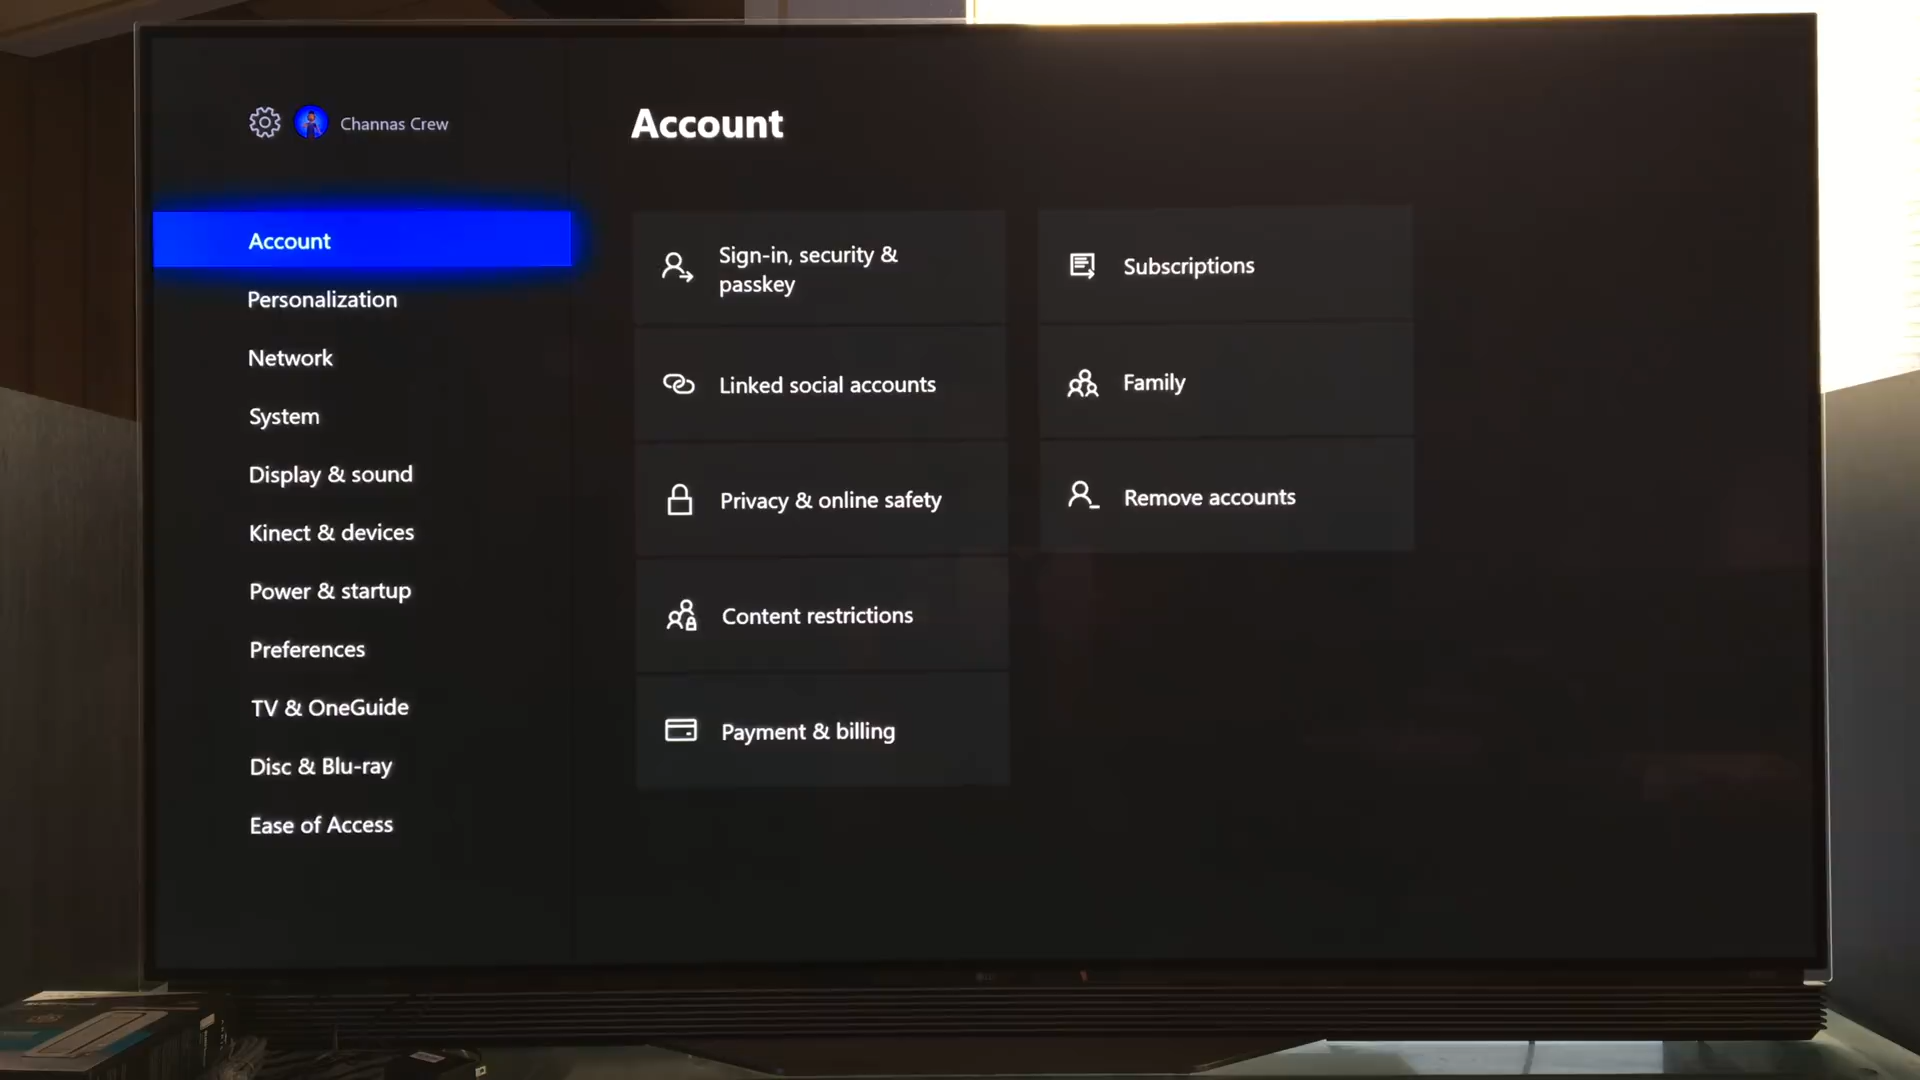 Channas Crew
Account
Personalization
Network
System
Display & sound
Kinect & devices
Power & startup
Preferences
TV & OneGuide
Disc & Blu-ray
Ease of Access
Account
Sign-in, security &
passkey
Linked social accounts
Privacy & online safety
Content restrictions
Payment & billing
Subscriptions
Family
Remove accounts